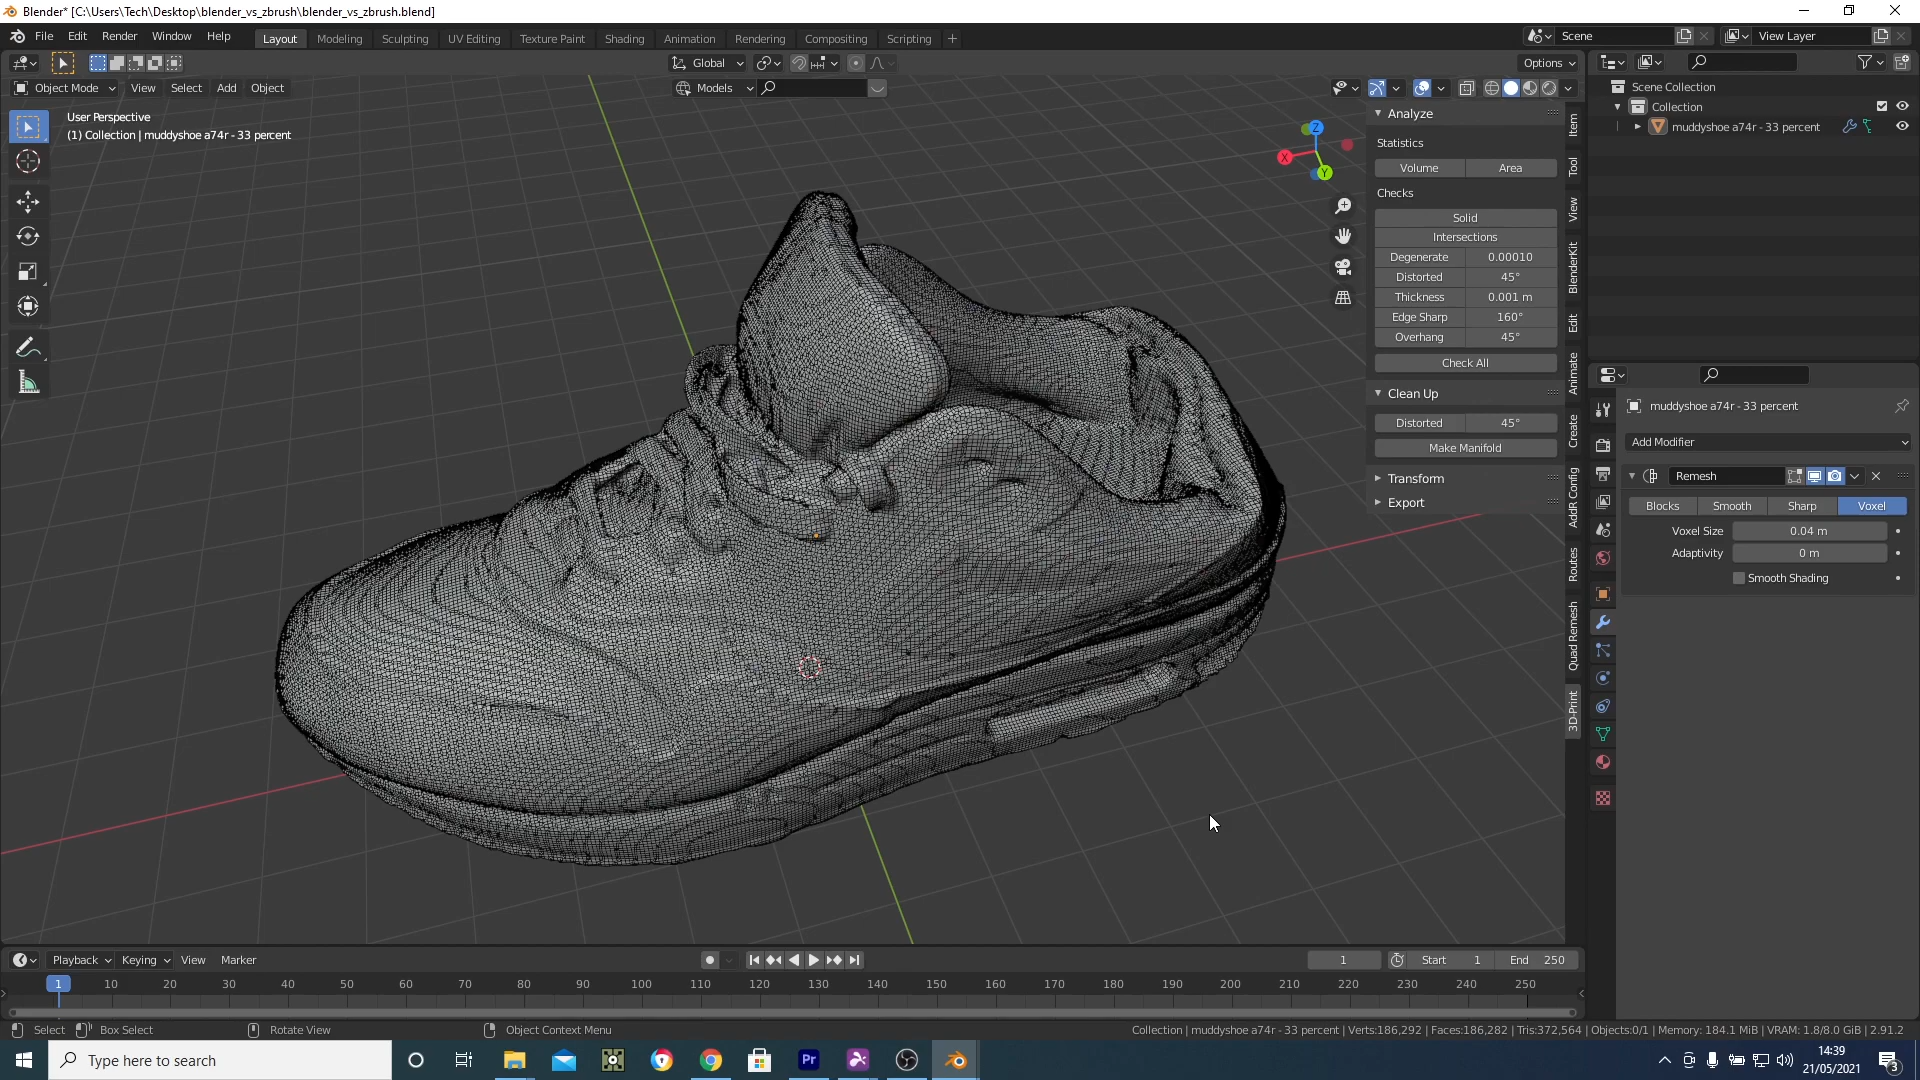 Blender* [C:\Users\Tech\Desktop\blender_vs_zbrush\blender_vs_zbrush.blend]
File Edit Render Window Help Layout Modeling Sculpting UV Editing Texture Paint Shading Animation Rendering Compositing Scripting + Scene View Layer
Global Options
Object Mode View Select Add Object Models
User Perspective
(1) Collection | muddyshoe a74r - 33 percent
Z
X
Y
Analyze
Statistics
Volume Area
Checks
Solid
Intersections
Degenerate 0.00010
Distorted 45°
Thickness 0.001 m
Edge Sharp 160°
Overhang 45°
Check All
Clean Up
Distorted 45°
Make Manifold
Transform
Export
Item
Tool
View
BlenderKit
Edit
Animate
Create
AddR Config
Routes
Quad Remesh
3D-Print
Scene Collection
Collection
muddyshoe a74r - 33 percent
muddyshoe a74r - 33 percent
Add Modifier
Remesh
Blocks Smooth Sharp Voxel
Voxel Size 0.04 m
Adaptivity 0 m
Smooth Shading
Playback Keying View Marker 1 Start 1 End 250
1 10 20 30 40 50 60 70 80 90 100 110 120 130 140 150 160 170 180 190 200 210 220 230 240 250
Select Box Select Rotate View Object Context Menu Collection | muddyshoe a74r - 33 percent | Verts:186,292 | Faces:186,282 | Tris:372,564 | Objects:0/1 | Memory: 184.1 MiB | VRAM: 1.8/8.0 GiB | 2.91.2
Type here to search
Pr
14:39
21/05/2021
3